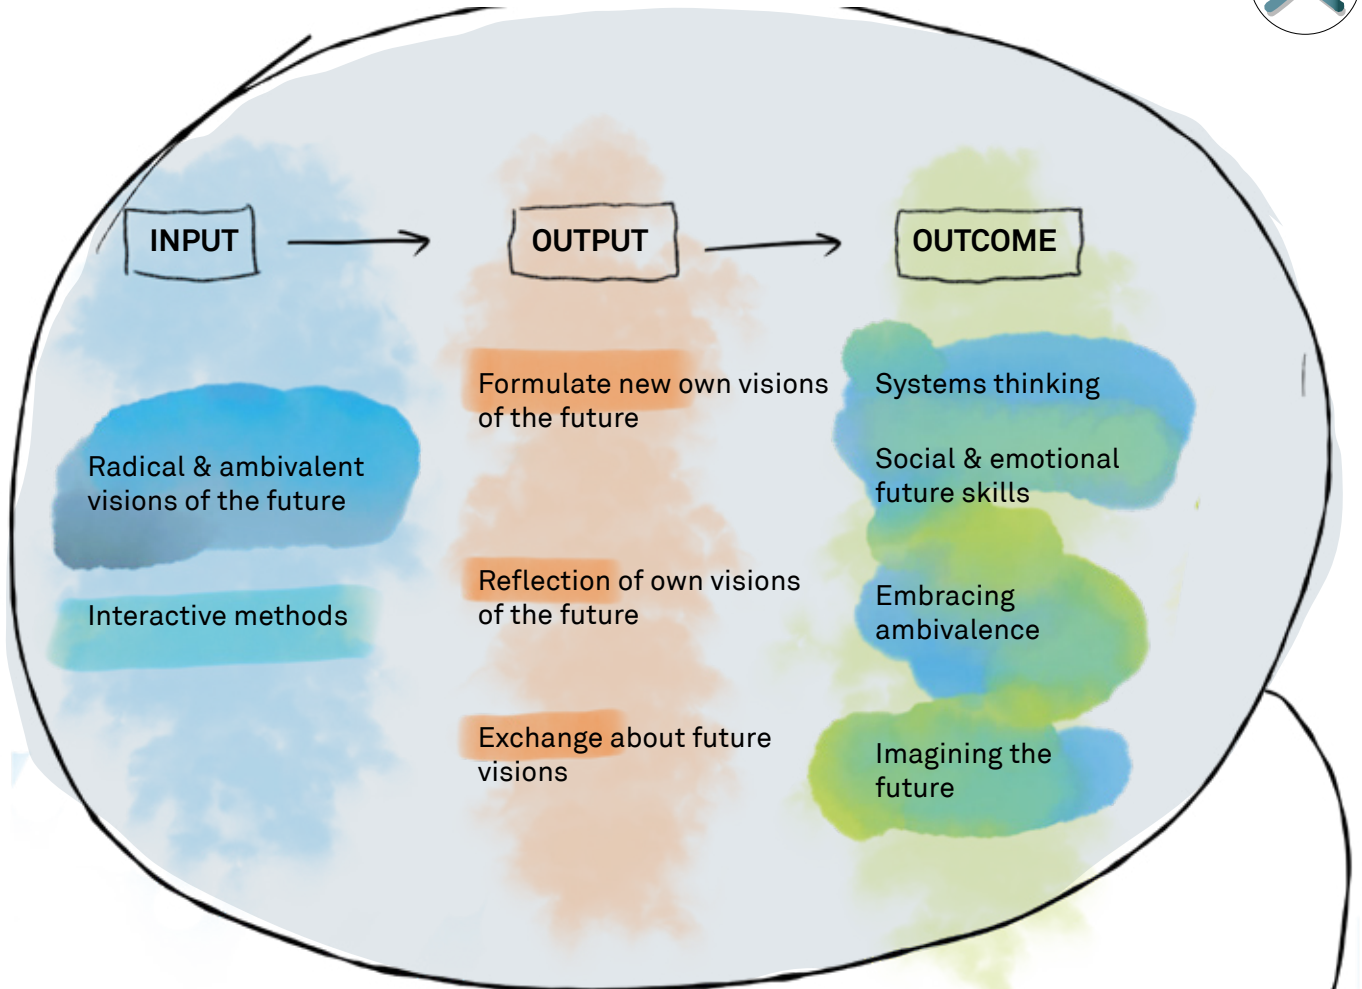 INPUT
OUTPUT
OUTCOME
Radical & ambivalent
visions of the future
Interactive methods
Formulate new own visions
of the future
Reflection of own visions
of the future
Exchange about future
visions
Systems thinking
Social & emotional
future skills
Embracing
ambivalence
Imagining the
future